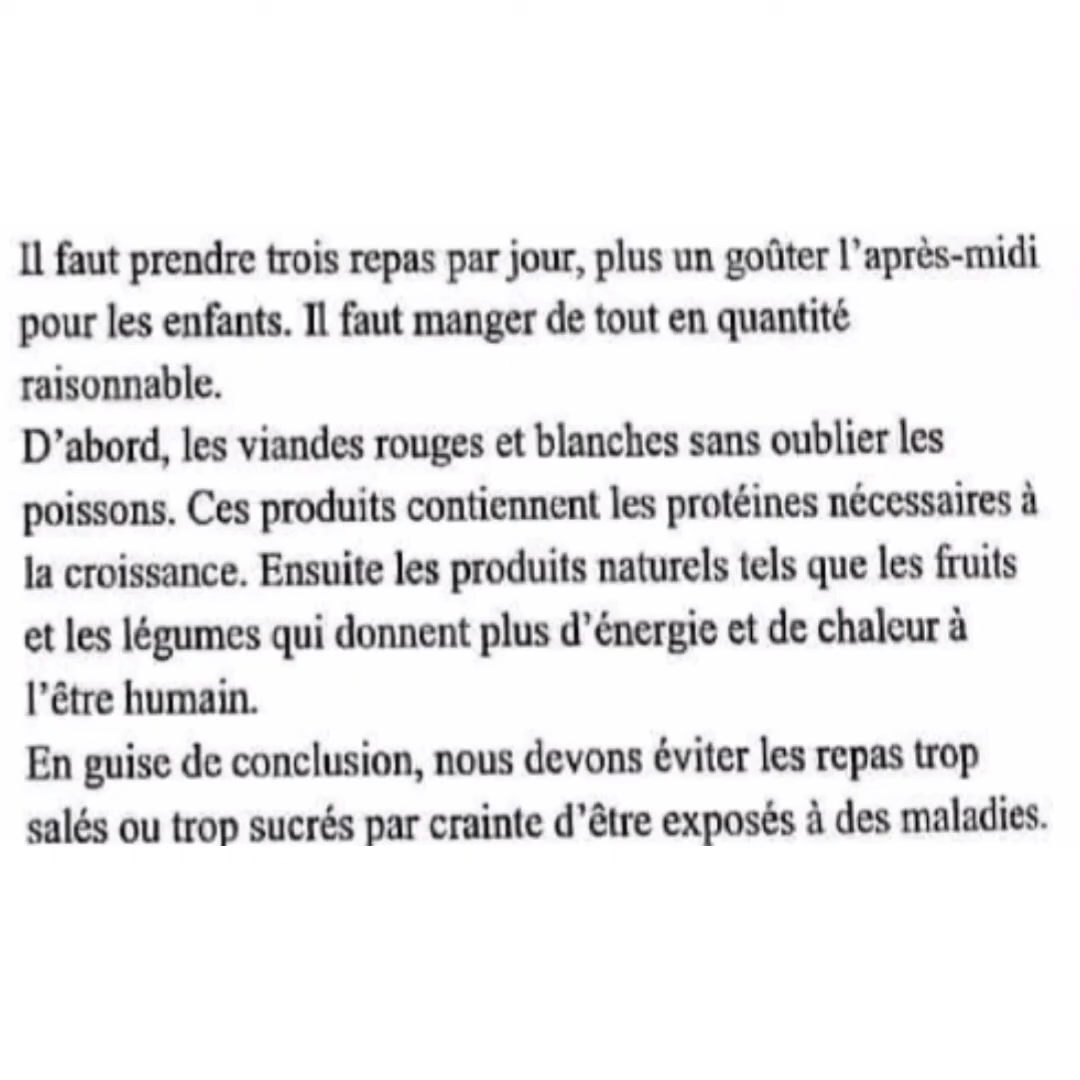 Il faut prendre trois repas par jour, plus un goûter l’après-midi
pour les enfants. Il faut manger de tout en quantité
raisonnable.
D’abord, les viandes rouges et blanches sans oublier les
poissons. Ces produits contiennent les protéines nécessaires à
la croissance. Ensuite les produits naturels tels que les fruits
et les légumes qui donnent plus d’énergie et de chaleur à
l’être humain.
En guise de conclusion, nous devons éviter les repas trop
salés ou trop sucrés par crainte d’être exposés à des maladies.